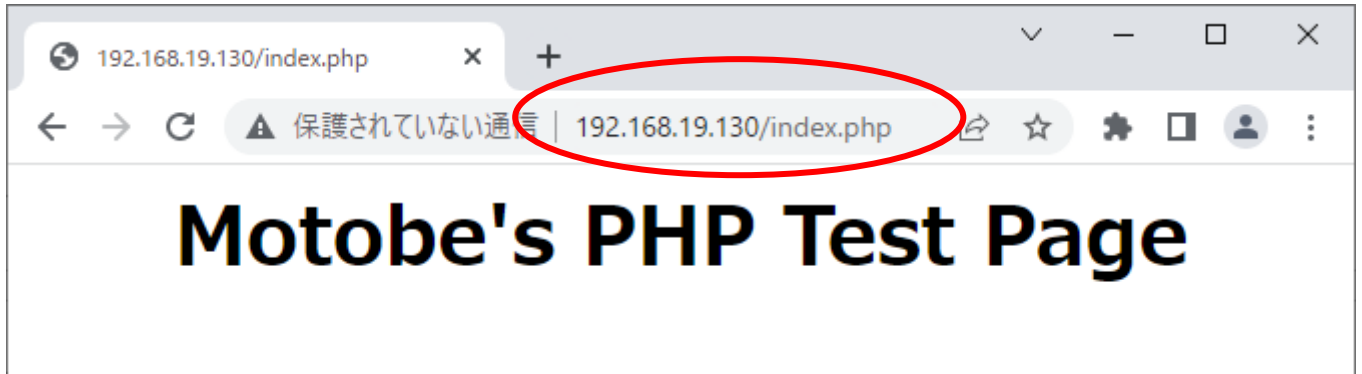 192.168.19.130/index.php
保護されていない通信 | 192.168.19.130/index.php
Motobe's PHP Test Page